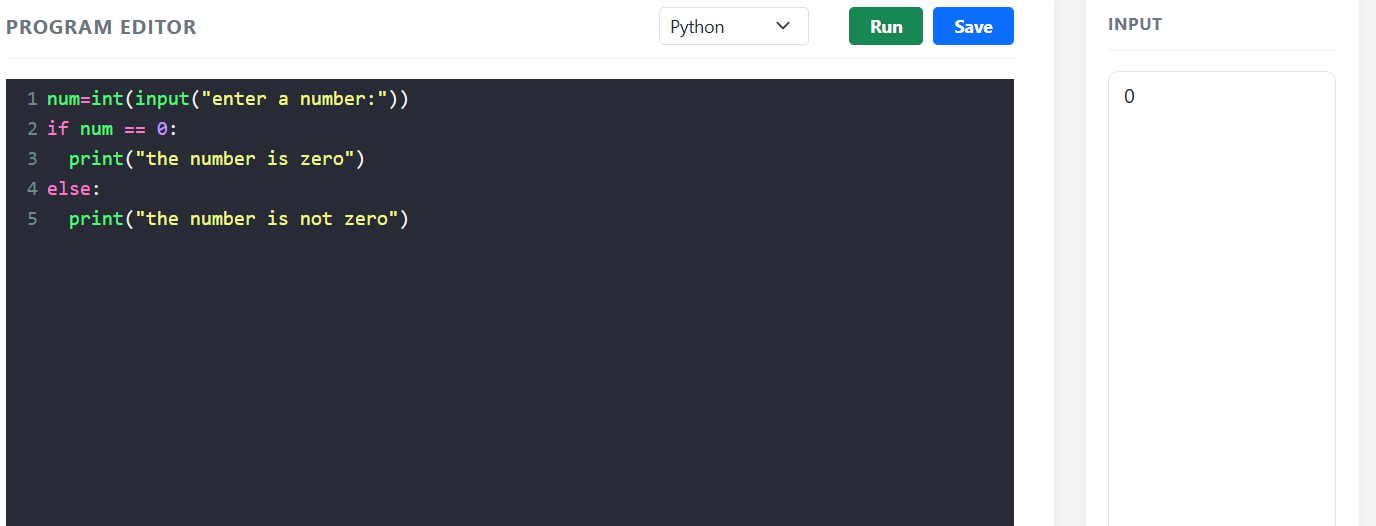 PROGRAM EDITOR
Python
Run
Save
1 num=int(input("enter a number:"))
2 if num == 0:
3   print("the number is zero")
4 else:
5   print("the number is not zero")
INPUT
0